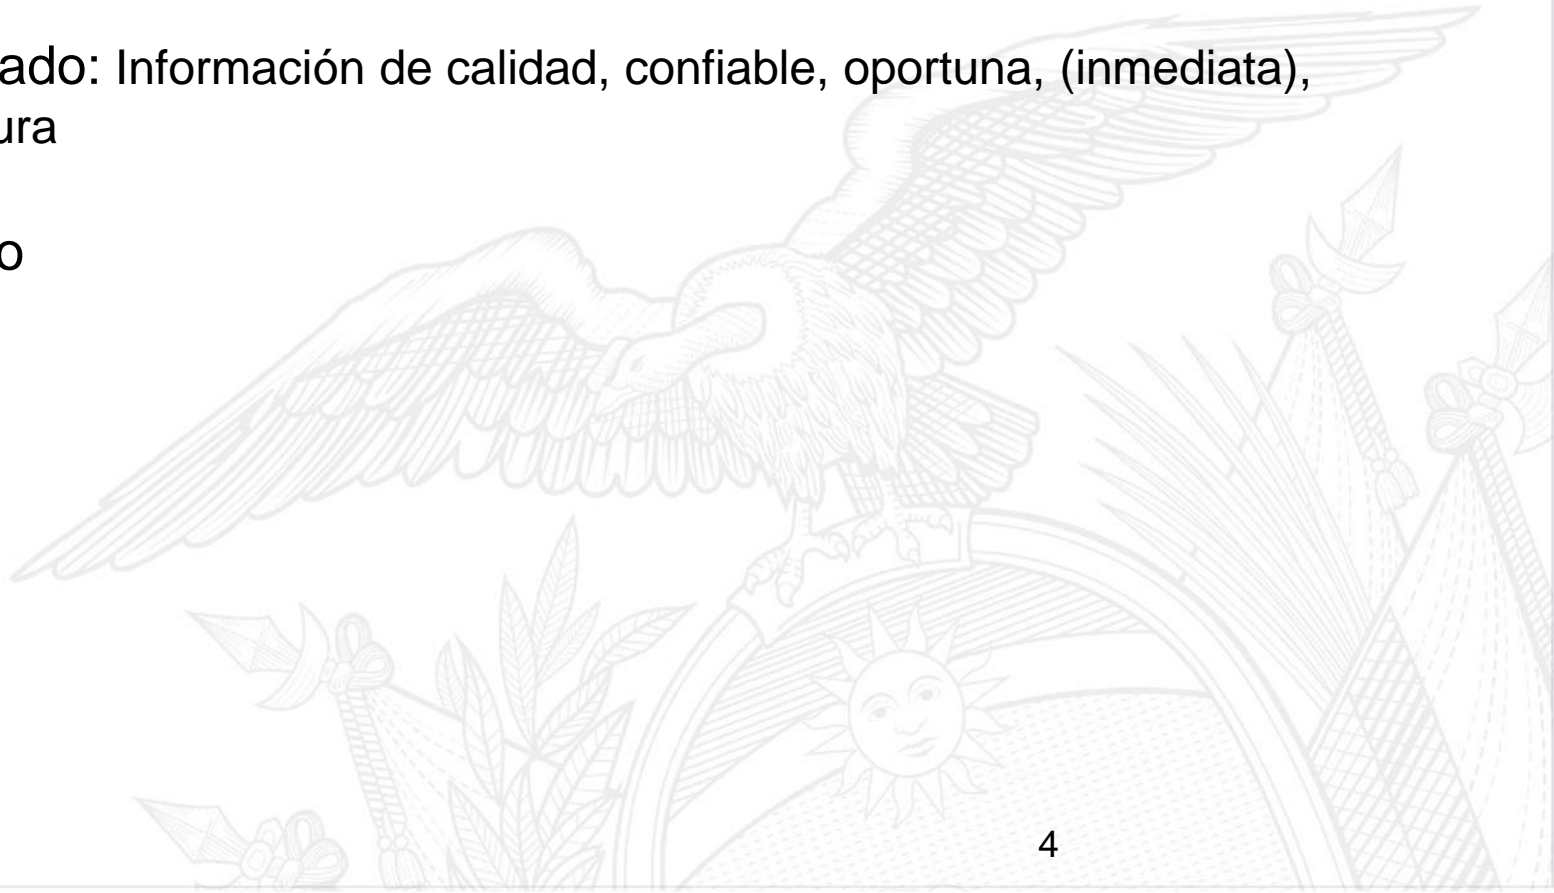 ado: Información de calidad, confiable, oportuna, (inmediata),
ura
o
4